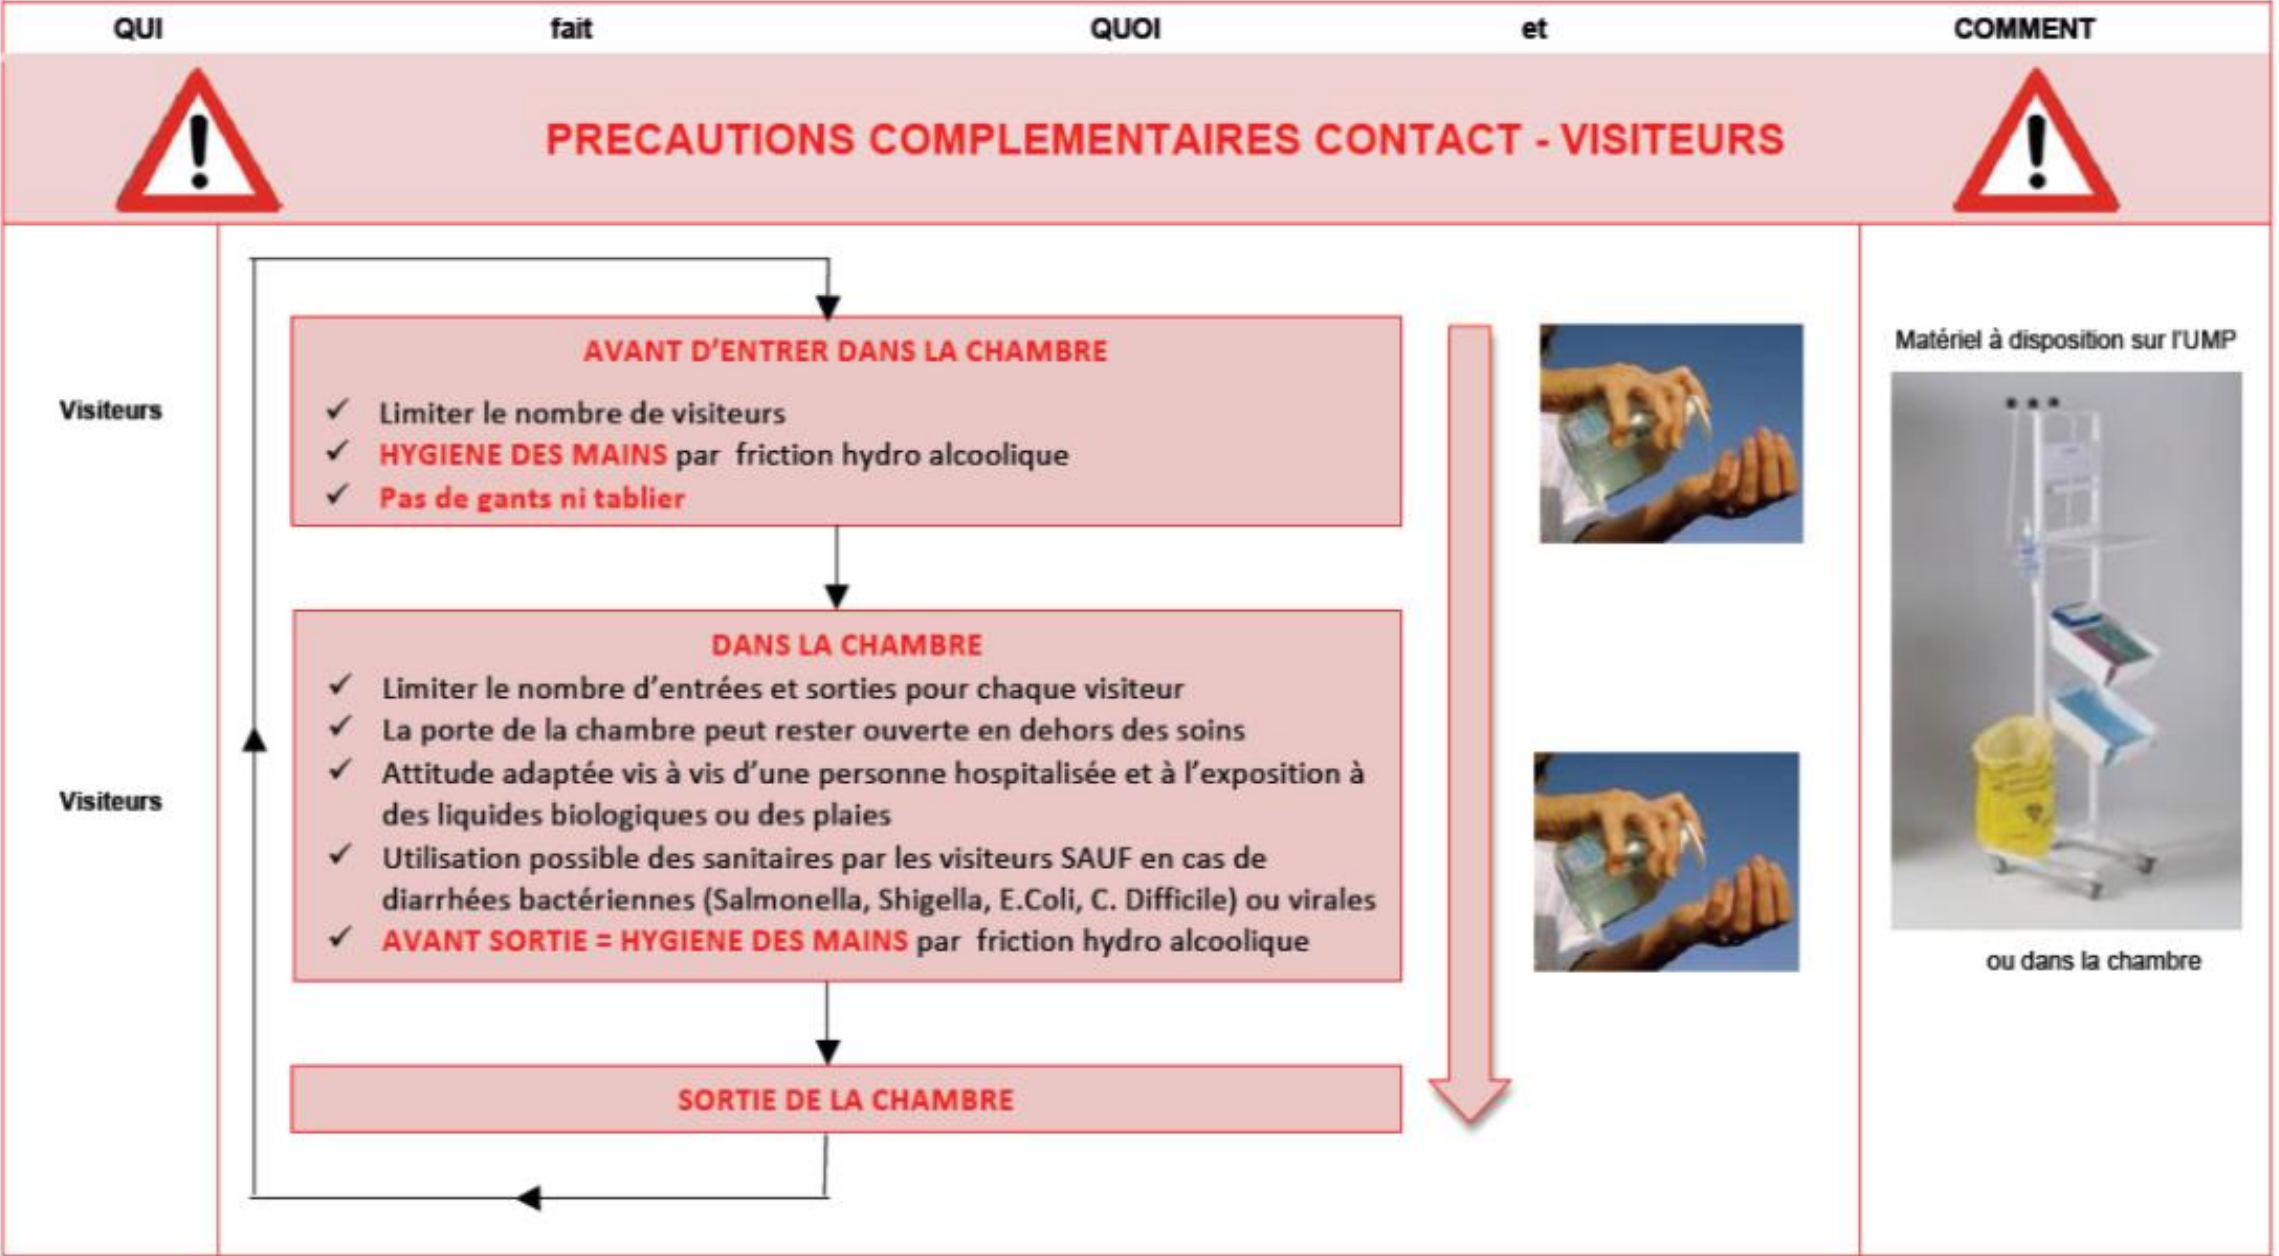 QUI fait QUOI et COMMENT
PRECAUTIONS COMPLEMENTAIRES CONTACT - VISITEURS
Visiteurs
AVANT D’ENTRER DANS LA CHAMBRE
✓ Limiter le nombre de visiteurs
✓ HYGIENE DES MAINS par friction hydro alcoolique
✓ Pas de gants ni tablier
Visiteurs
DANS LA CHAMBRE
✓ Limiter le nombre d’entrées et sorties pour chaque visiteur
✓ La porte de la chambre peut rester ouverte en dehors des soins
✓ Attitude adaptée vis à vis d’une personne hospitalisée et à l’exposition à
des liquides biologiques ou des plaies
✓ Utilisation possible des sanitaires par les visiteurs SAUF en cas de
diarrhées bactériennes (Salmonella, Shigella, E.Coli, C. Difficile) ou virales
✓ AVANT SORTIE = HYGIENE DES MAINS par friction hydro alcoolique
SORTIE DE LA CHAMBRE
Matériel à disposition sur l’UMP
ou dans la chambre